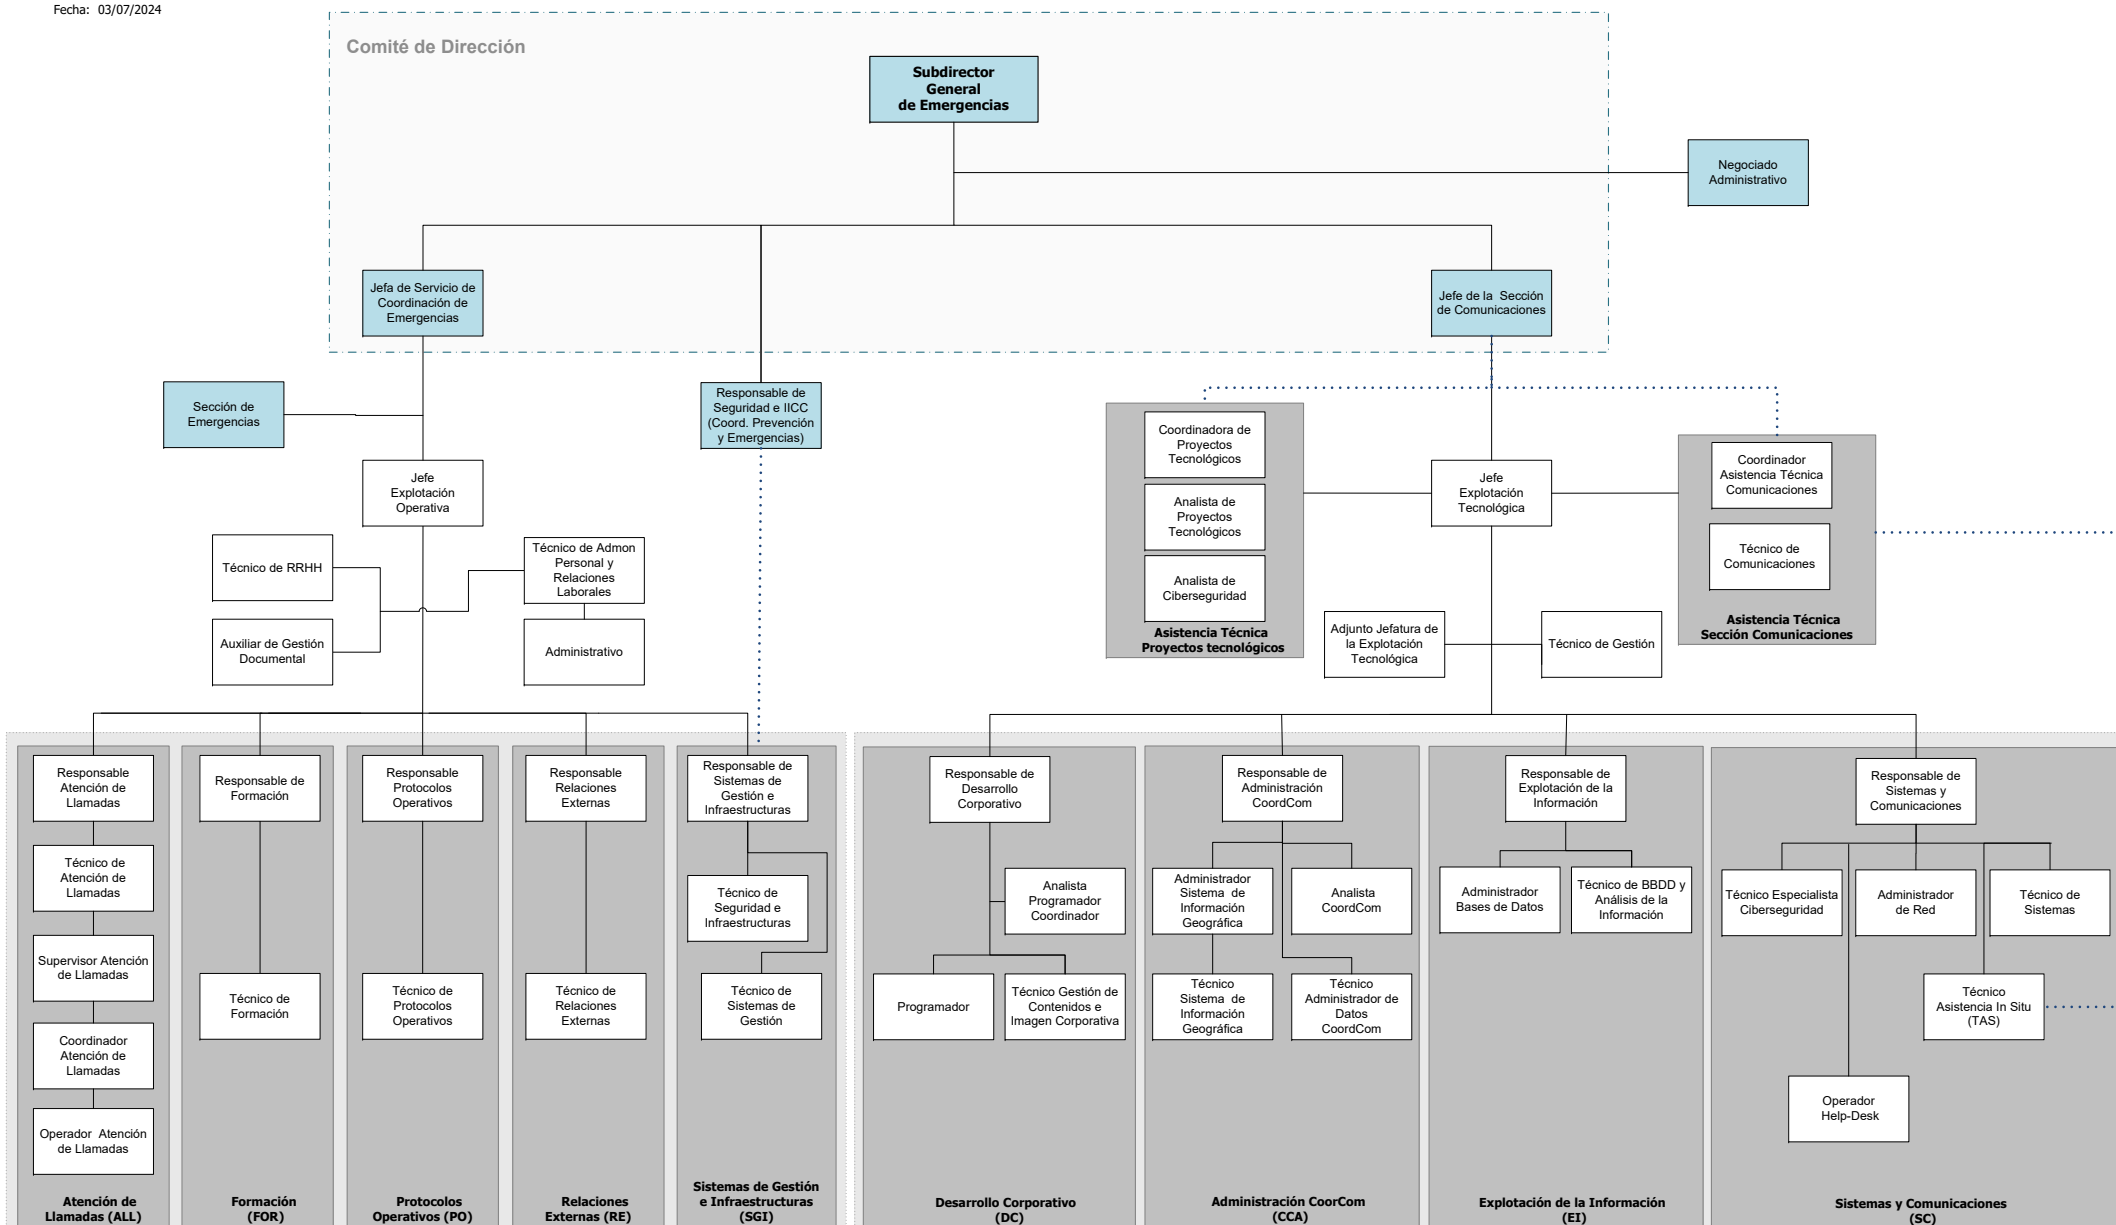 Fecha: 03/07/2024
Comité de Dirección
Subdirector
General
de Emergencias
Negociado
Administrativo
Jefa de Servicio de
Coordinación de
Emergencias
Jefe de la Sección
de Comunicaciones
Sección de
Emergencias
Responsable de
Seguridad e IICC
(Coord. Prevención
y Emergencias)
Jefe
Explotación
Operativa
Coordinadora de
Proyectos
Tecnológicos
Analista de
Proyectos
Tecnológicos
Analista de
Ciberseguridad
Asistencia Técnica
Proyectos tecnológicos
Jefe
Explotación
Tecnológica
Coordinador
Asistencia Técnica
Comunicaciones
Técnico de
Comunicaciones
Asistencia Técnica
Sección Comunicaciones
Técnico de RRHH
Técnico de Admon
Personal y
Relaciones
Laborales
Auxiliar de Gestión
Documental
Administrativo
Adjunto Jefatura de
la Explotación
Tecnológica
Técnico de Gestión
Responsable
Atención de
Llamadas
Técnico de
Atención de
Llamadas
Supervisor Atención
de Llamadas
Coordinador
Atención de
Llamadas
Operador Atención
de Llamadas
Atención de
Llamadas (ALL)
Responsable de
Formación
Técnico de
Formación
Formación
(FOR)
Responsable
Protocolos
Operativos
Técnico de
Protocolos
Operativos
Protocolos
Operativos (PO)
Responsable
Relaciones
Externas
Técnico de
Relaciones
Externas
Relaciones
Externas (RE)
Responsable de
Sistemas de
Gestión e
Infraestructuras
Técnico de
Seguridad e
Infraestructuras
Técnico de
Sistemas de
Gestión
Sistemas de Gestión
e Infraestructuras
(SGI)
Responsable de
Desarrollo
Corporativo
Analista
Programador
Coordinador
Programador
Técnico Gestión de
Contenidos e
Imagen Corporativa
Desarrollo Corporativo
(DC)
Responsable de
Administración
CoordCom
Administrador
Sistema de
Información
Geográfica
Analista
CoordCom
Técnico
Sistema de
Información
Geográfica
Técnico
Administrador de
Datos
CoordCom
Administración CoorCom
(CCA)
Responsable de
Explotación de la
Información
Administrador
Bases de Datos
Técnico de BBDD y
Análisis de la
Información
Explotación de la Información
(EI)
Responsable de
Sistemas y
Comunicaciones
Técnico Especialista
Ciberseguridad
Administrador
de Red
Técnico de
Sistemas
Técnico
Asistencia In Situ
(TAS)
Operador
Help-Desk
Sistemas y Comunicaciones
(SC)